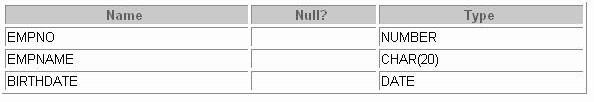 Name Null? Type
EMPNO NUMBER
EMPNAME CHAR(20)
BIRTHDATE DATE